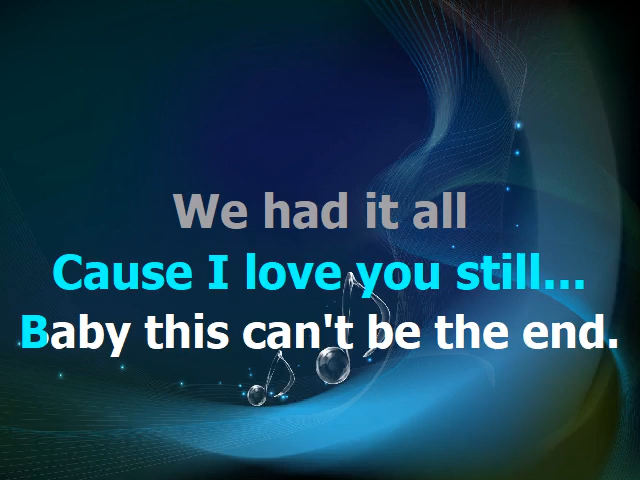 We had it all
Cause I love you still...
Baby this can't be the end.